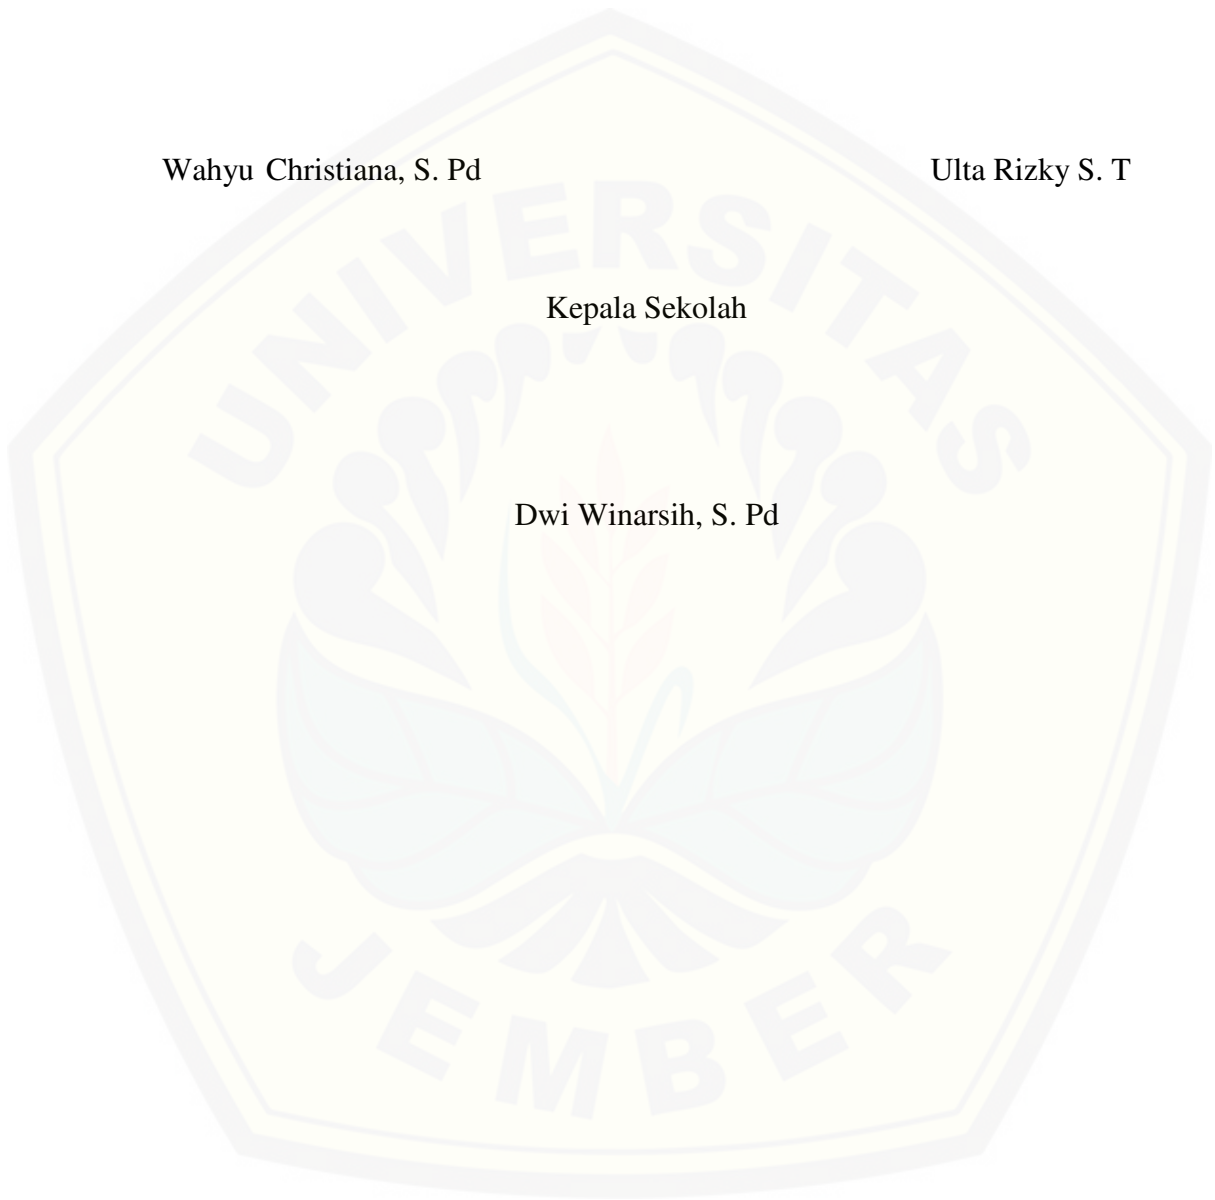 Wahyu Christiana, S. Pd Ulta Rizky S. T
Kepala Sekolah
Dwi Winarsih, S. Pd
UNIVERSITAS
JEMBER